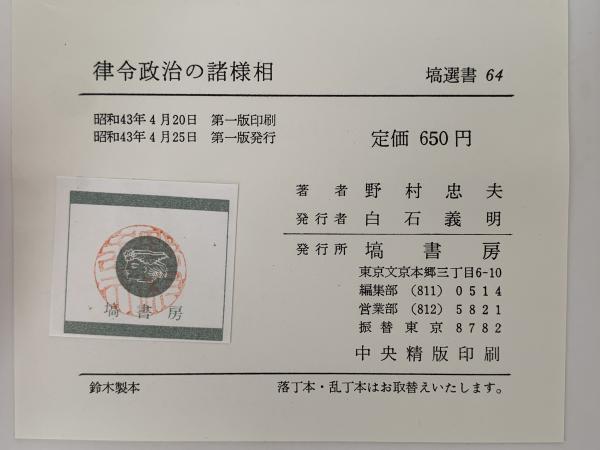 律令政治の諸様相 塙選書 64
昭和43年4月20日 第一版印刷
昭和43年4月25日 第一版発行
定価 650円
著者 野村忠夫
発行者 白石義明
発行所 塙書房
東京文京本郷三丁目6-10
編集部 (811) 0514
営業部 (812) 5821
振替東京 8782
中央精版印刷
塙書房
鈴木製本 落丁本・乱丁本はお取替えいたします。